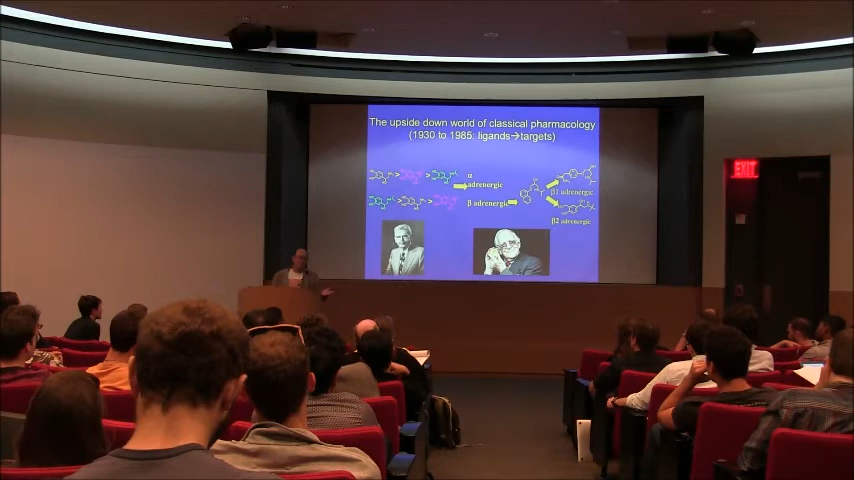 The upside down world of classical pharmacology
(1930 to 1985: ligands→targets)
> > α
adrenergic
> > β adrenergic
β1 adrenergic
β2 adrenergic
EXIT